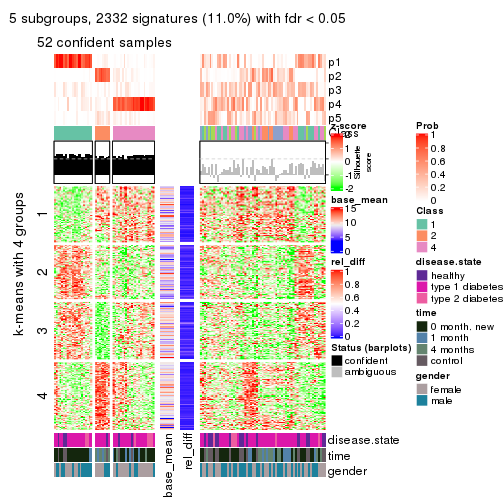 5 subgroups, 2332 signatures (11.0%) with fdr < 0.05
52 confident samples
p1
p2
p3
p4
p5
Class
Silhouette
score
k-means with 4 groups
1
2
3
4
z-score
2
1
0
-1
-2
base_mean
15
10
5
0
rel_diff
0.8
0.6
0.4
0.2
0
Status (barplots)
confident
ambiguous
Prob
1
0.8
0.6
0.4
0.2
0
Class
1
2
4
disease.state
healthy
type 1 diabetes
type 2 diabetes
time
0 month. new
1 month
4 months
control
gender
female
male
disease.state
time
gender
base_mean
rel_diff